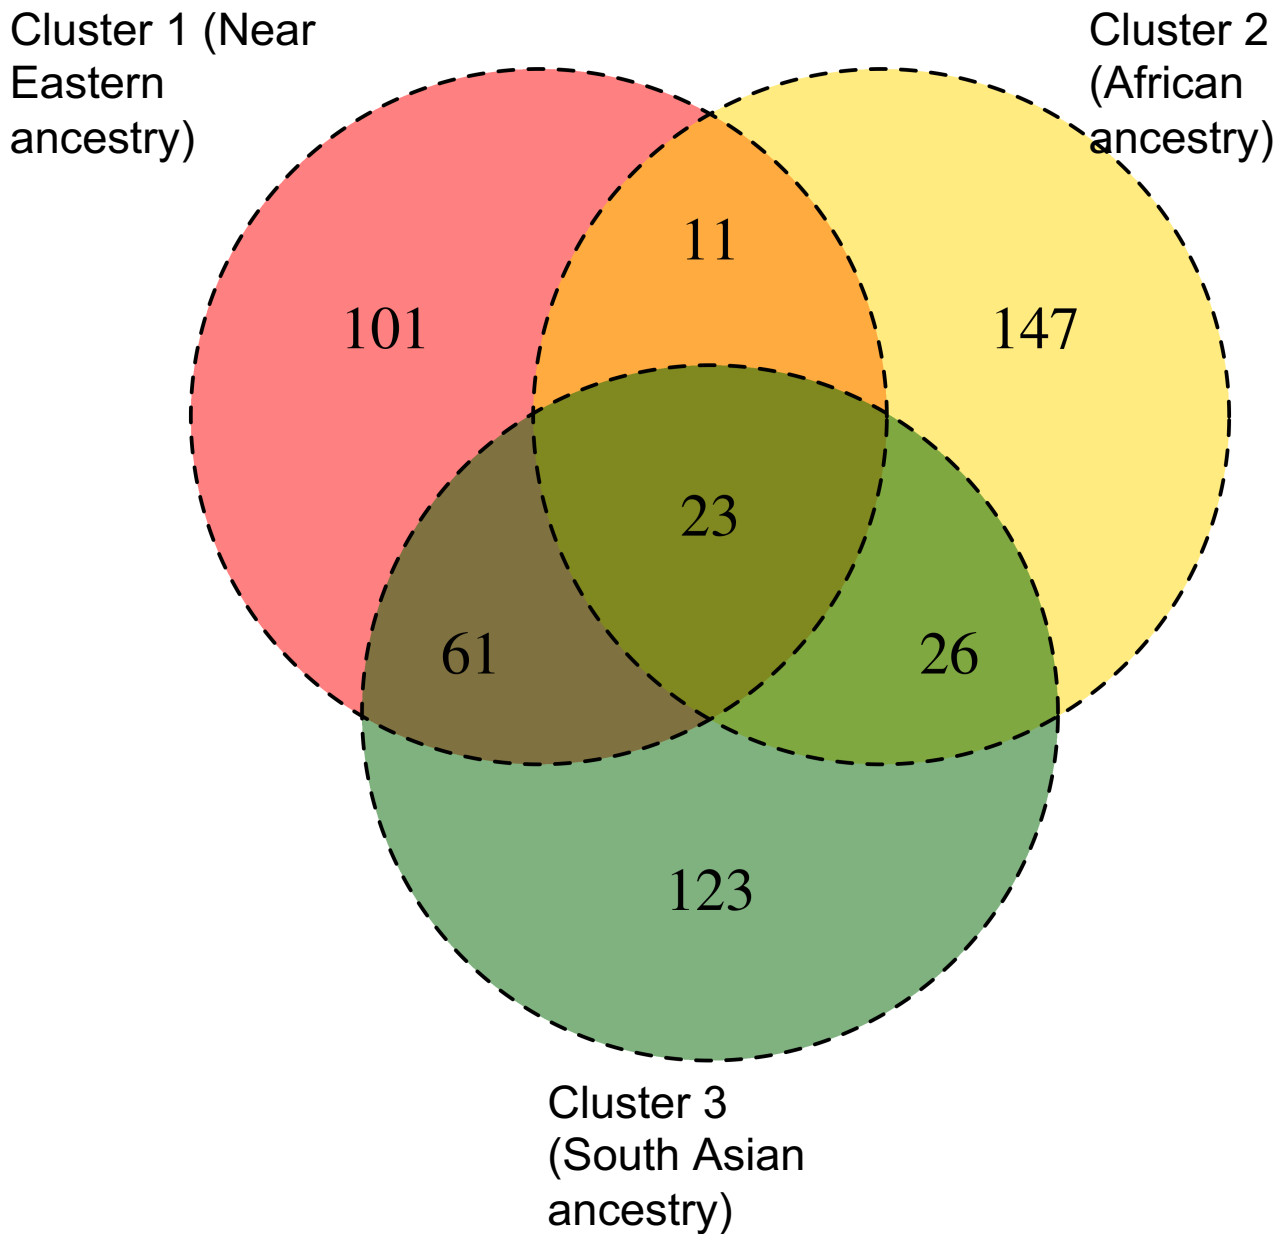 Cluster 1 (Near
Eastern
ancestry)
Cluster 2
(African
ancestry)
11
101
147
23
61
26
123
Cluster 3
(South Asian
ancestry)